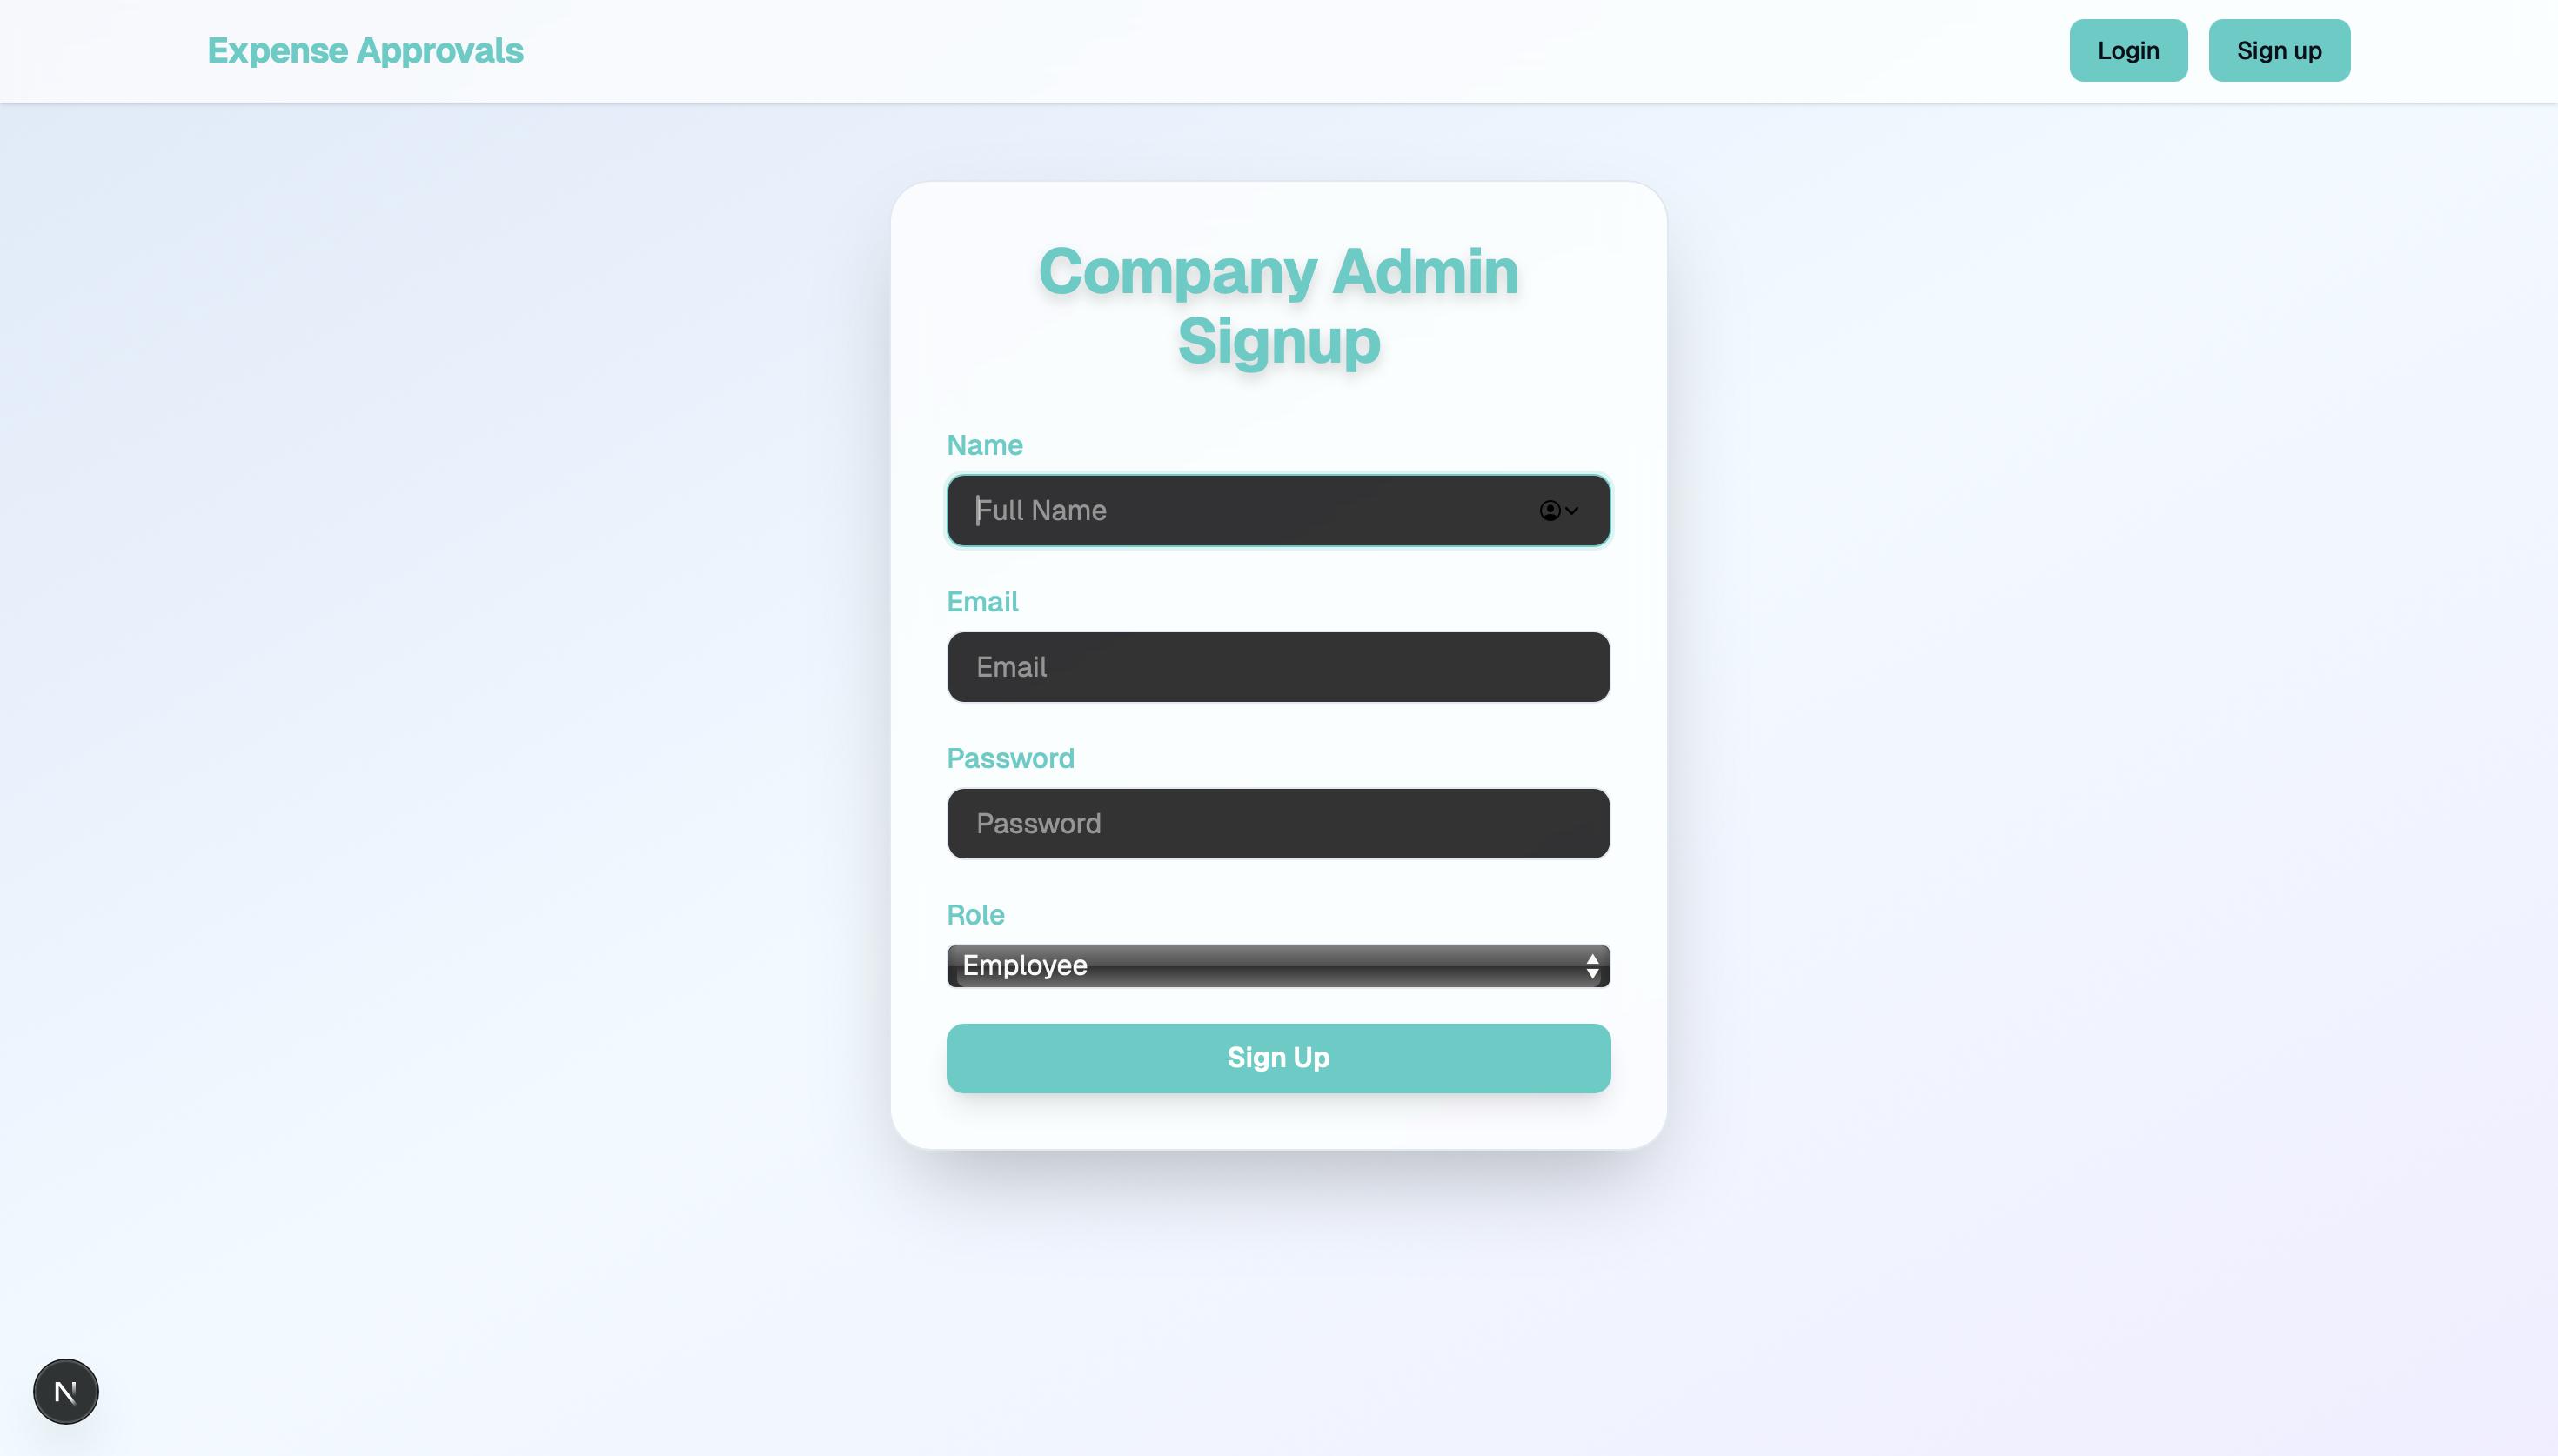 Expense Approvals
Login
Sign up
Company Admin
Signup
Name
Full Name
Email
Email
Password
Password
Role
Employee
Sign Up
N